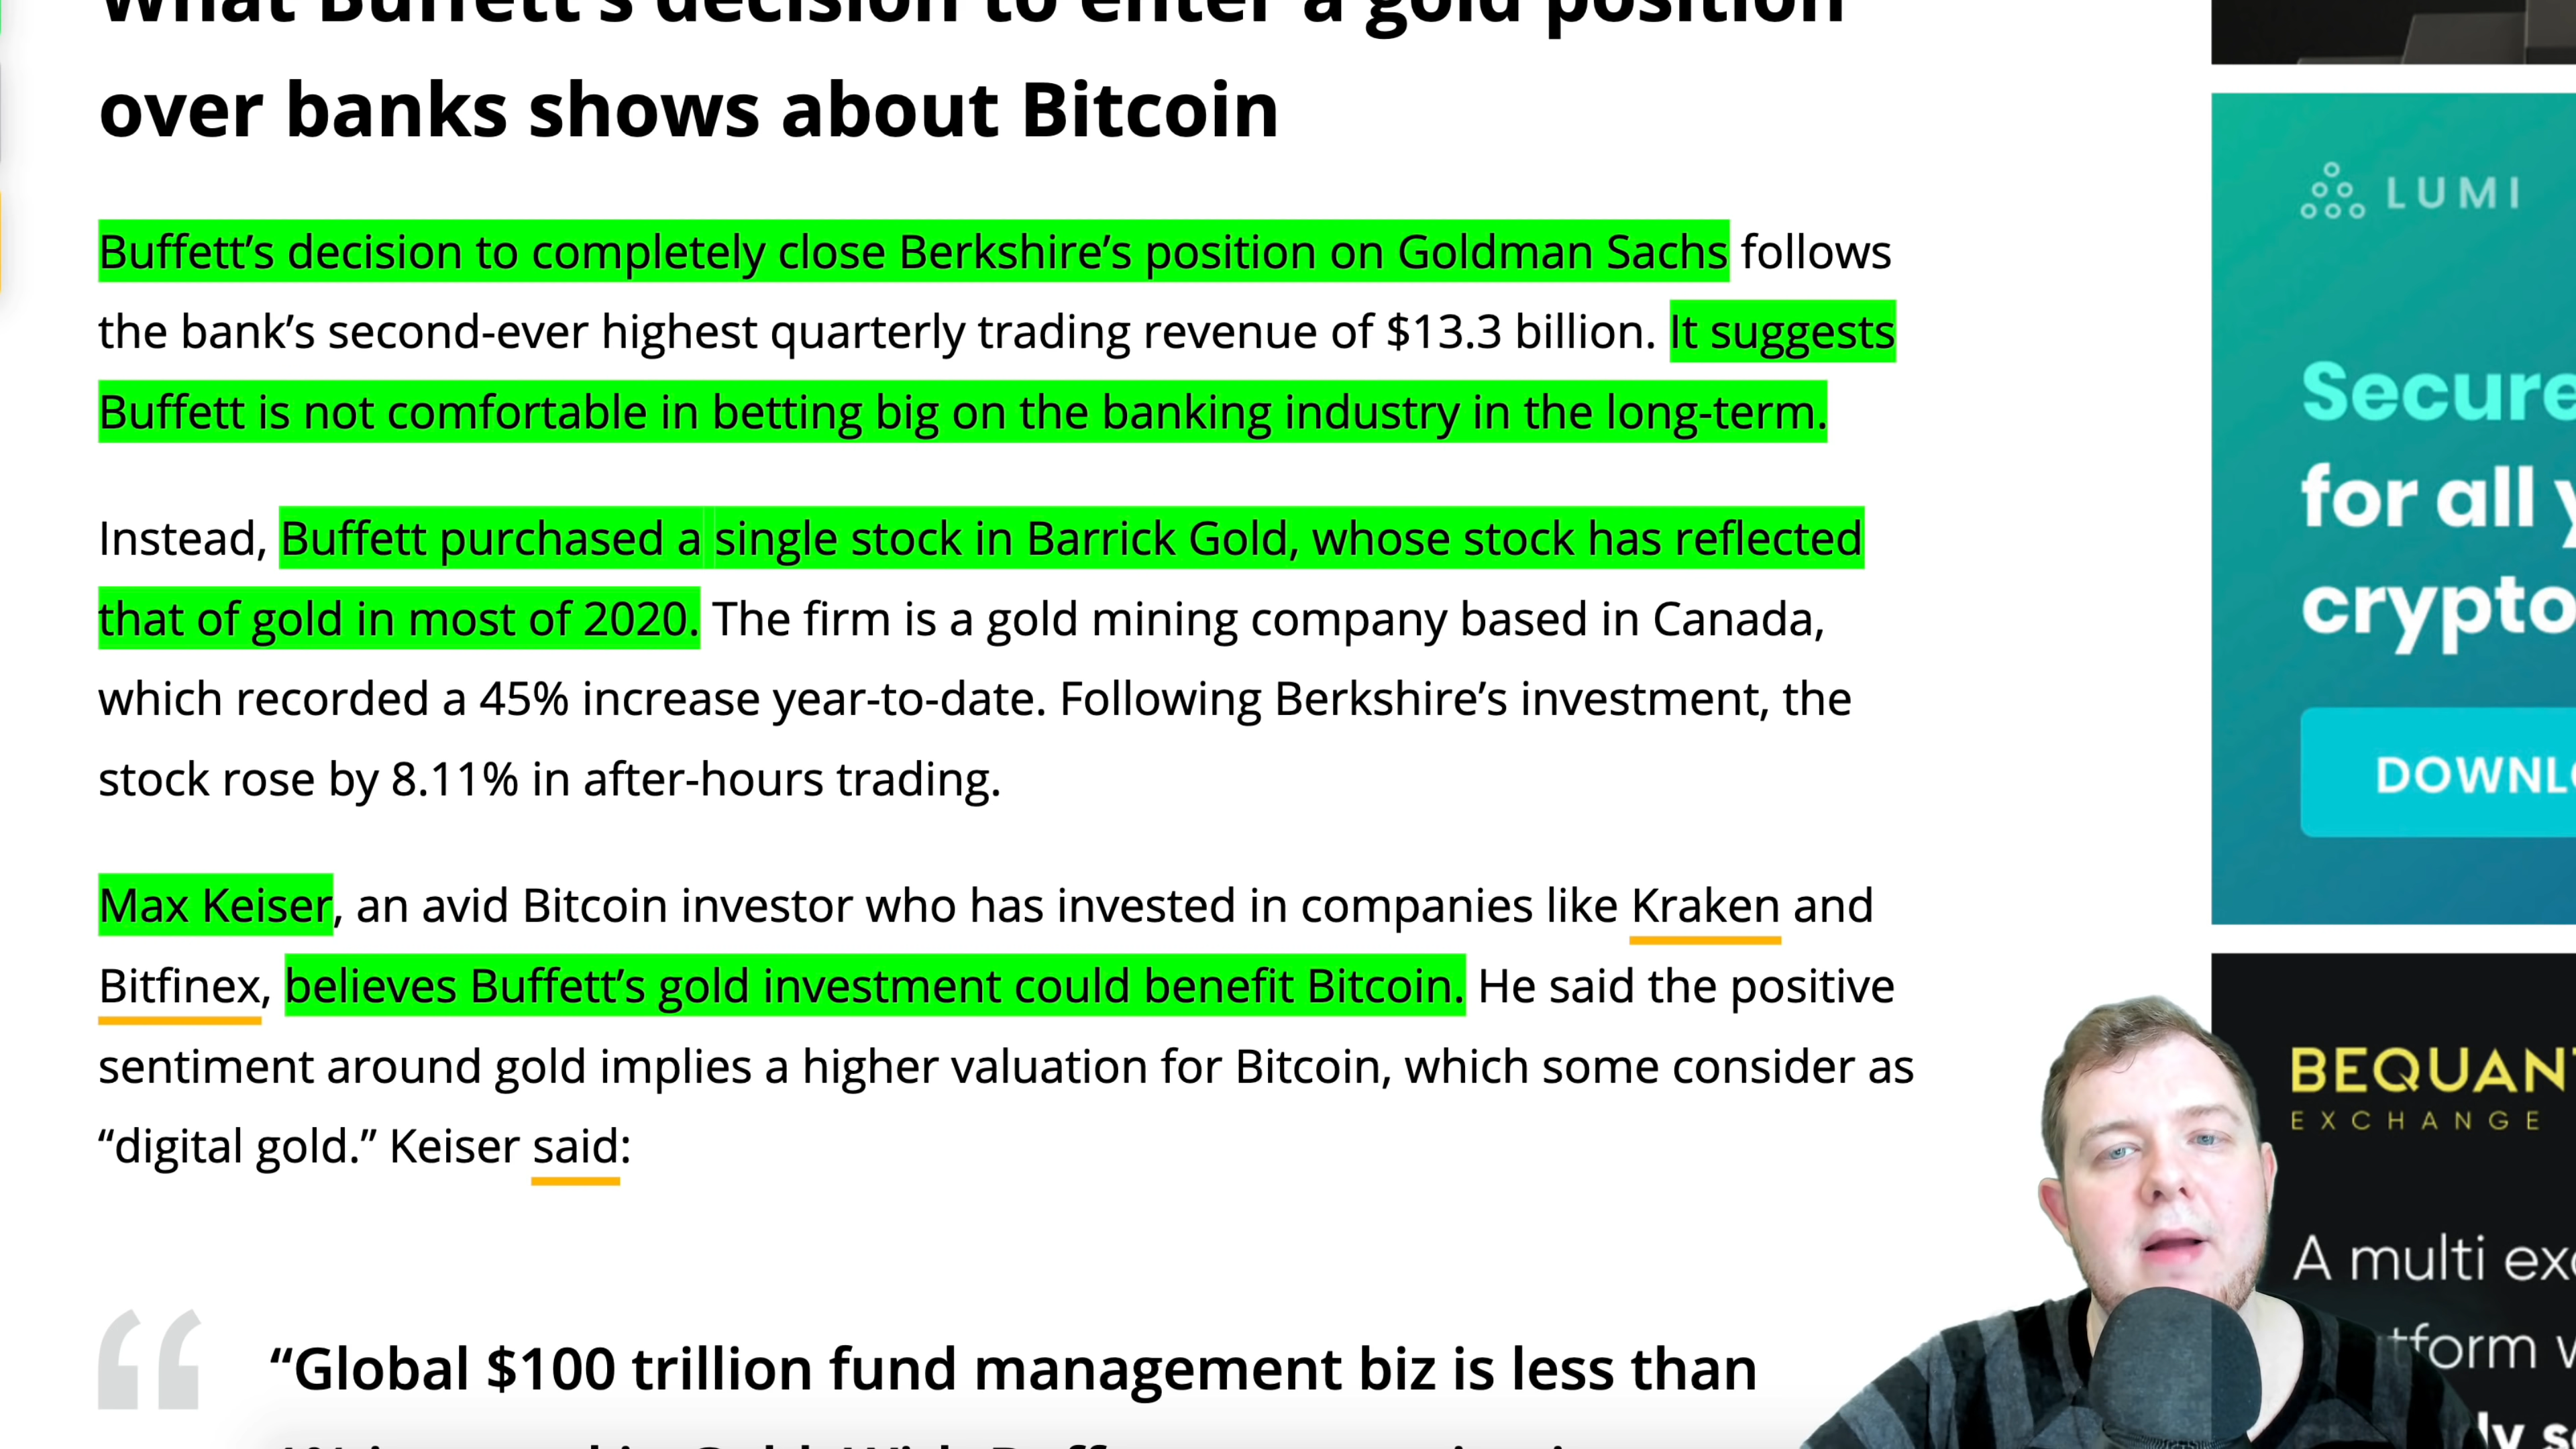 What Buffett's decision to enter a gold position
over banks shows about Bitcoin
Buffett’s decision to completely close Berkshire’s position on Goldman Sachs follows
the bank’s second-ever highest quarterly trading revenue of $13.3 billion. It suggests
Buffett is not comfortable in betting big on the banking industry in the long-term.
Instead, Buffett purchased a single stock in Barrick Gold, whose stock has reflected
that of gold in most of 2020. The firm is a gold mining company based in Canada,
which recorded a 45% increase year-to-date. Following Berkshire’s investment, the
stock rose by 8.11% in after-hours trading.
Max Keiser, an avid Bitcoin investor who has invested in companies like Kraken and
Bitfinex, believes Buffett’s gold investment could benefit Bitcoin. He said the positive
sentiment around gold implies a higher valuation for Bitcoin, which some consider as
“digital gold.” Keiser said:
“Global $100 trillion fund management biz is less than
LUMI
Secure
for all
crypto
DOWNL
BEQUANT
EXCHANGE
A multi